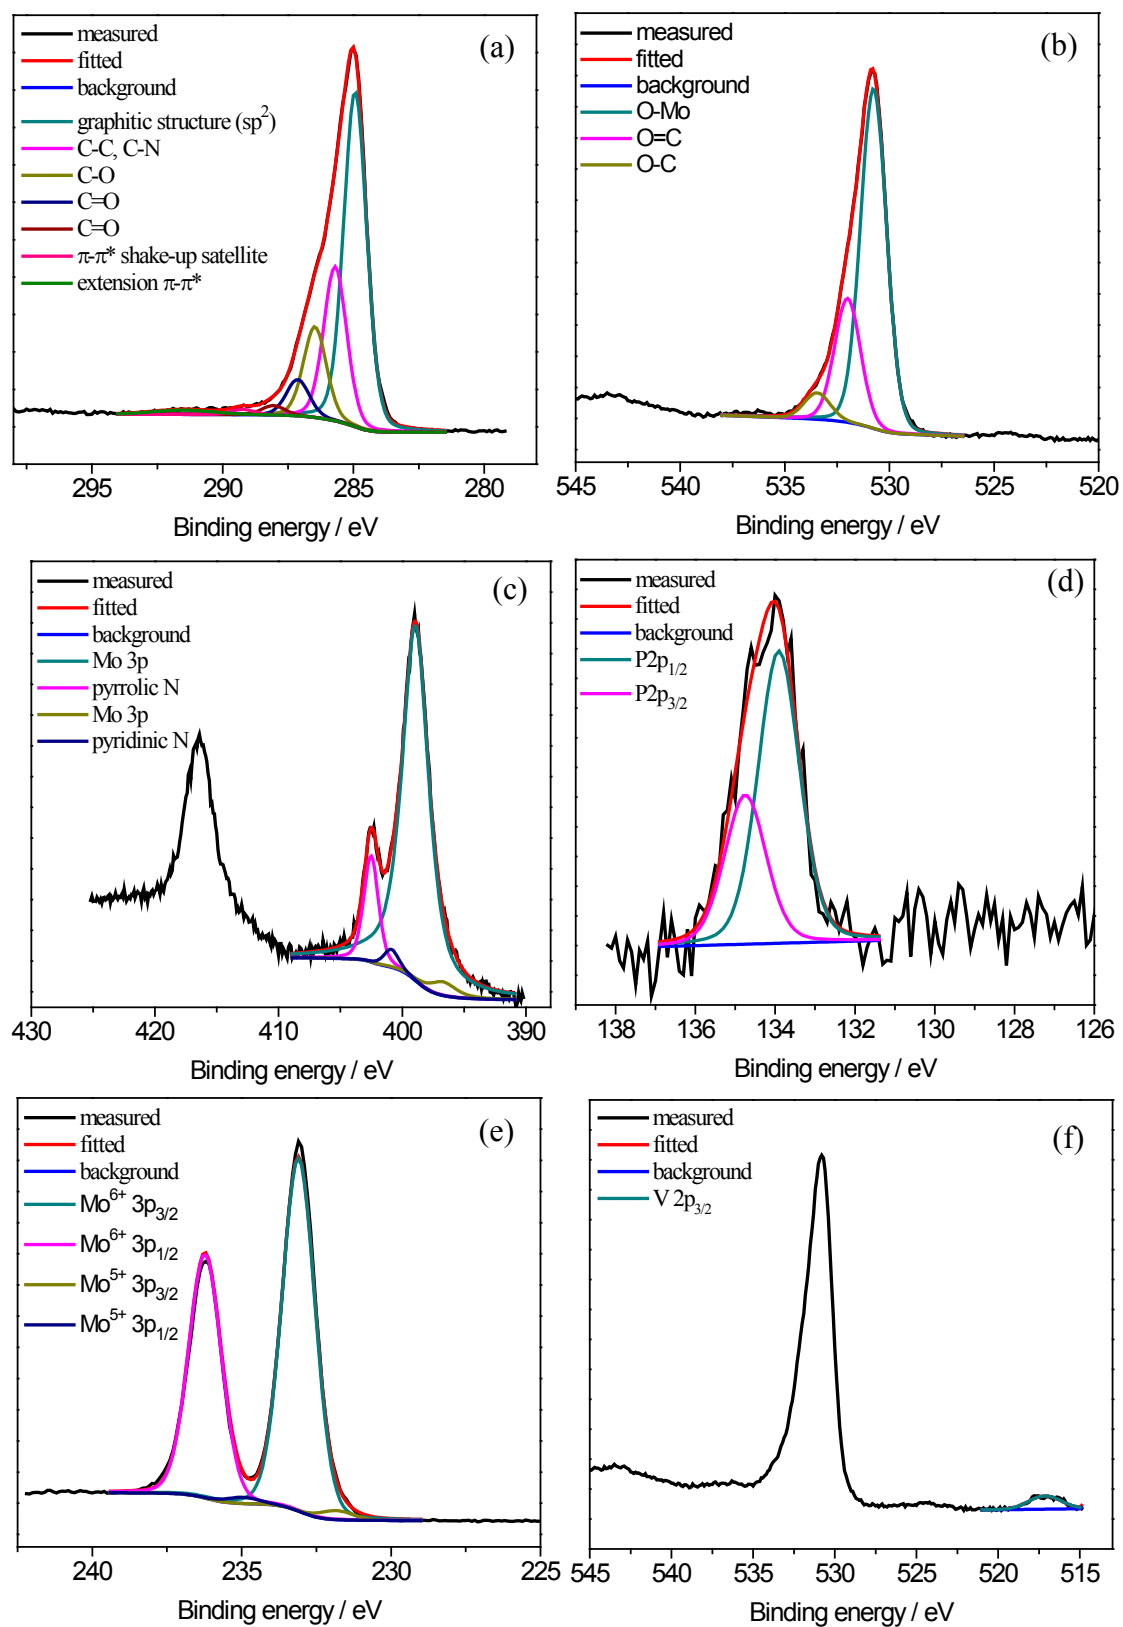 measured
fitted
background
graphitic structure (sp2)
C-C, C-N
C-O
C=O
C=O
π-π* shake-up satellite
extension π-π*
(a)
295 290 285 280
Binding energy / eV
measured
fitted
background
O-Mo
O=C
O-C
(b)
545 540 535 530 525 520
Binding energy / eV
measured
fitted
background
Mo 3p
pyrrolic N
Mo 3p
pyridinic N
(c)
430 420 410 400 390
Binding energy / eV
measured
fitted
background
P2p1/2
P2p3/2
(d)
138 136 134 132 130 128 126
Binding energy / eV
measured
fitted
background
Mo6+ 3p3/2
Mo6+ 3p1/2
Mo5+ 3p3/2
Mo5+ 3p1/2
(e)
240 235 230 225
Binding energy / eV
measured
fitted
background
V 2p3/2
(f)
545 540 535 530 525 520 515
Binding energy / eV